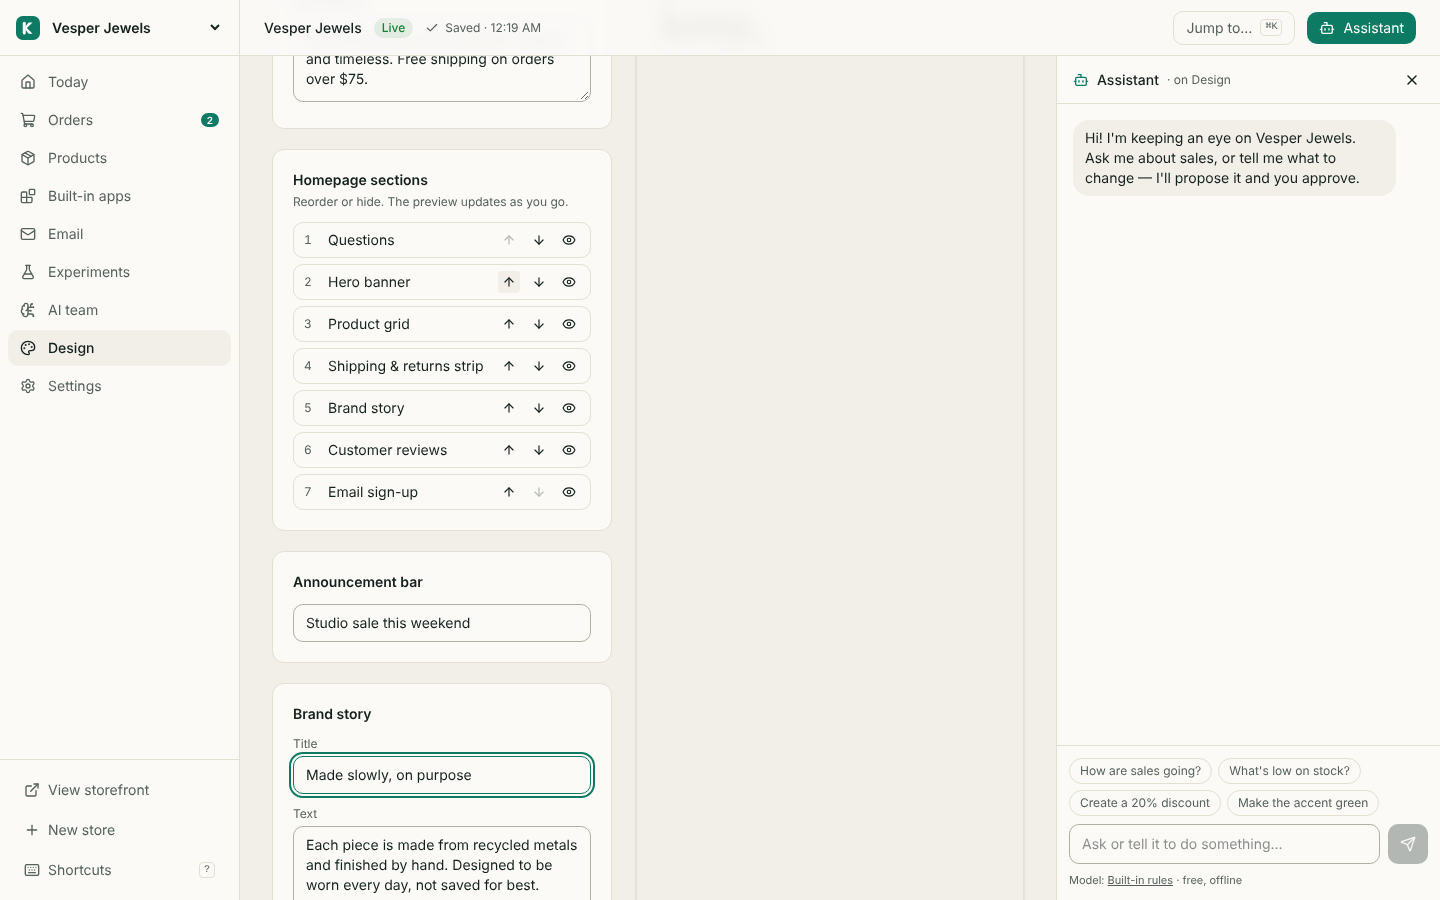 Vesper Jewels
Vesper Jewels
Live
Saved · 12:19 AM
Jump to...
⌘K
Assistant
Today
Orders
2
Products
Built-in apps
Email
Experiments
AI team
Design
Settings
View storefront
New store
Shortcuts
?
and timeless. Free shipping on orders
over $75.
Homepage sections
Reorder or hide. The preview updates as you go.
1 Questions
2 Hero banner
3 Product grid
4 Shipping & returns strip
5 Brand story
6 Customer reviews
7 Email sign-up
Announcement bar
Studio sale this weekend
Brand story
Title
Made slowly, on purpose
Text
Each piece is made from recycled metals
and finished by hand. Designed to be
worn every day, not saved for best.
Assistant · on Design
Hi! I'm keeping an eye on Vesper Jewels.
Ask me about sales, or tell me what to
change — I'll propose it and you approve.
How are sales going?
What's low on stock?
Create a 20% discount
Make the accent green
Ask or tell it to do something...
Model: Built-in rules · free, offline